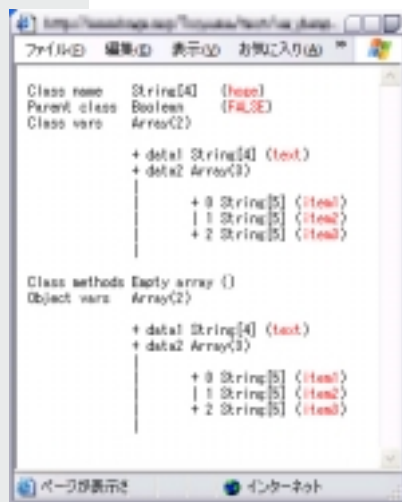 ファイル(F) 編集(E) 表示(V) お気に入り(A) »
Class name String[4] (hoge)
Parent class Boolean (FALSE)
Class vars Array(2)
+ data1 String[4] (text)
+ data2 Array(3)
|
| + 0 String[5] (item1)
| | 1 String[5] (item2)
| + 2 String[5] (item3)
|
Class methods Empty array ()
Object vars Array(2)
+ data1 String[4] (text)
+ data2 Array(3)
|
| + 0 String[5] (item1)
| | 1 String[5] (item2)
| + 2 String[5] (item3)
|
ページが表示さ インターネット